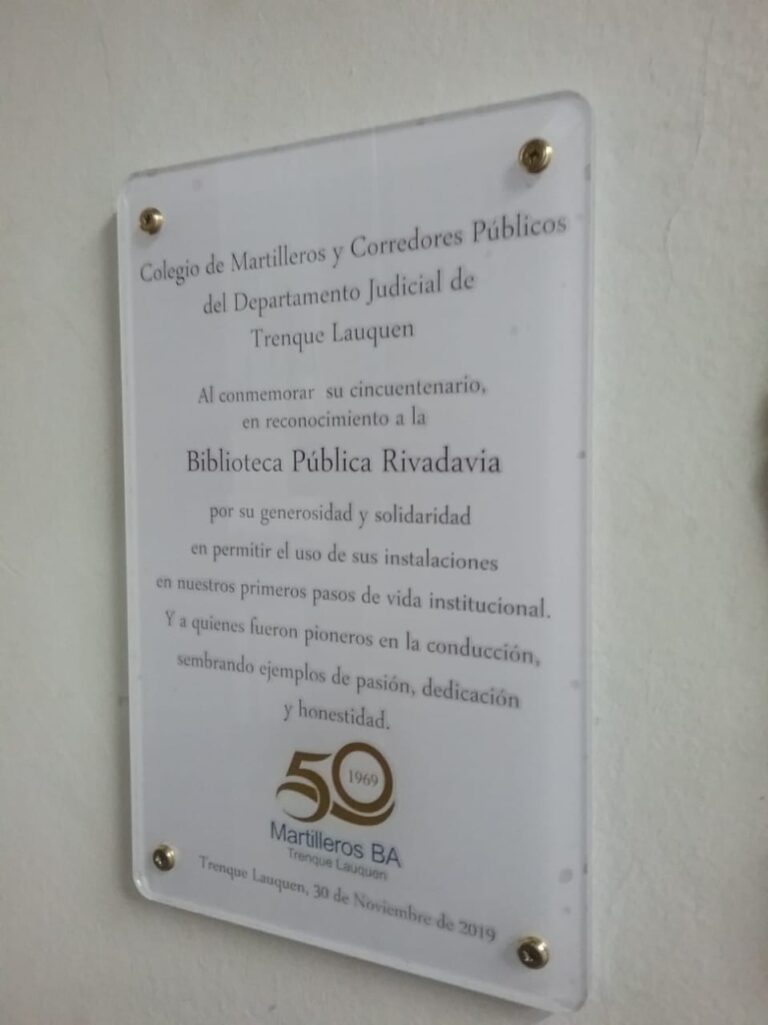 Colegio de Martilleros y Corredores Públicos
del Departamento Judicial de
Trenque Lauquen
Al conmemorar su cincuentenario,
en reconocimiento a la
Biblioteca Pública Rivadavia
por su generosidad y solidaridad
en permitir el uso de sus instalaciones
en nuestros primeros pasos de vida institucional.
Y a quienes fueron pioneros en la conducción,
sembrando ejemplos de pasión, dedicación
y honestidad.
50
1969
Martilleros BA
Trenque Lauquen
Trenque Lauquen, 30 de Noviembre de 2019